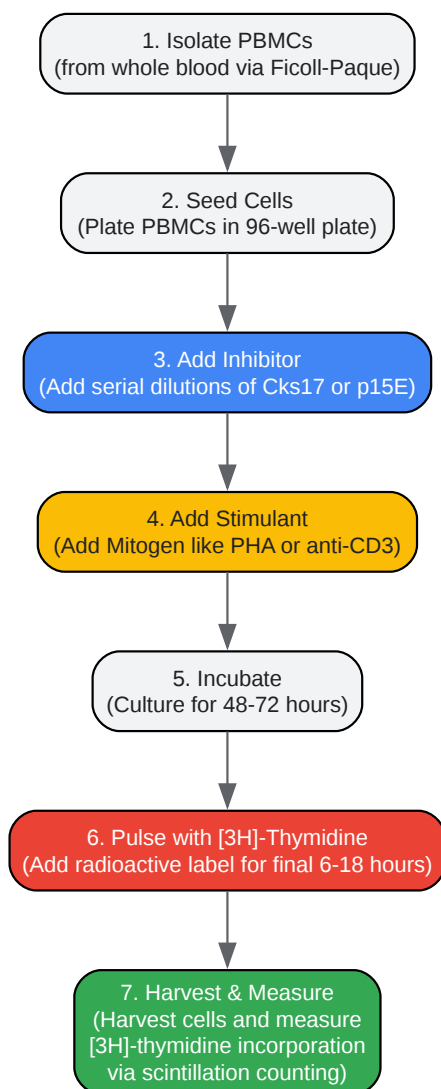 1. Isolate PBMCs
(from whole blood via Ficoll-Paque)
2. Seed Cells
(Plate PBMCs in 96-well plate)
3. Add Inhibitor
(Add serial dilutions of Cks17 or p15E)
4. Add Stimulant
(Add Mitogen like PHA or anti-CD3)
5. Incubate
(Culture for 48-72 hours)
6. Pulse with [3H]-Thymidine
(Add radioactive label for final 6-18 hours)
7. Harvest & Measure
(Harvest cells and measure
[3H]-thymidine incorporation
via scintillation counting)